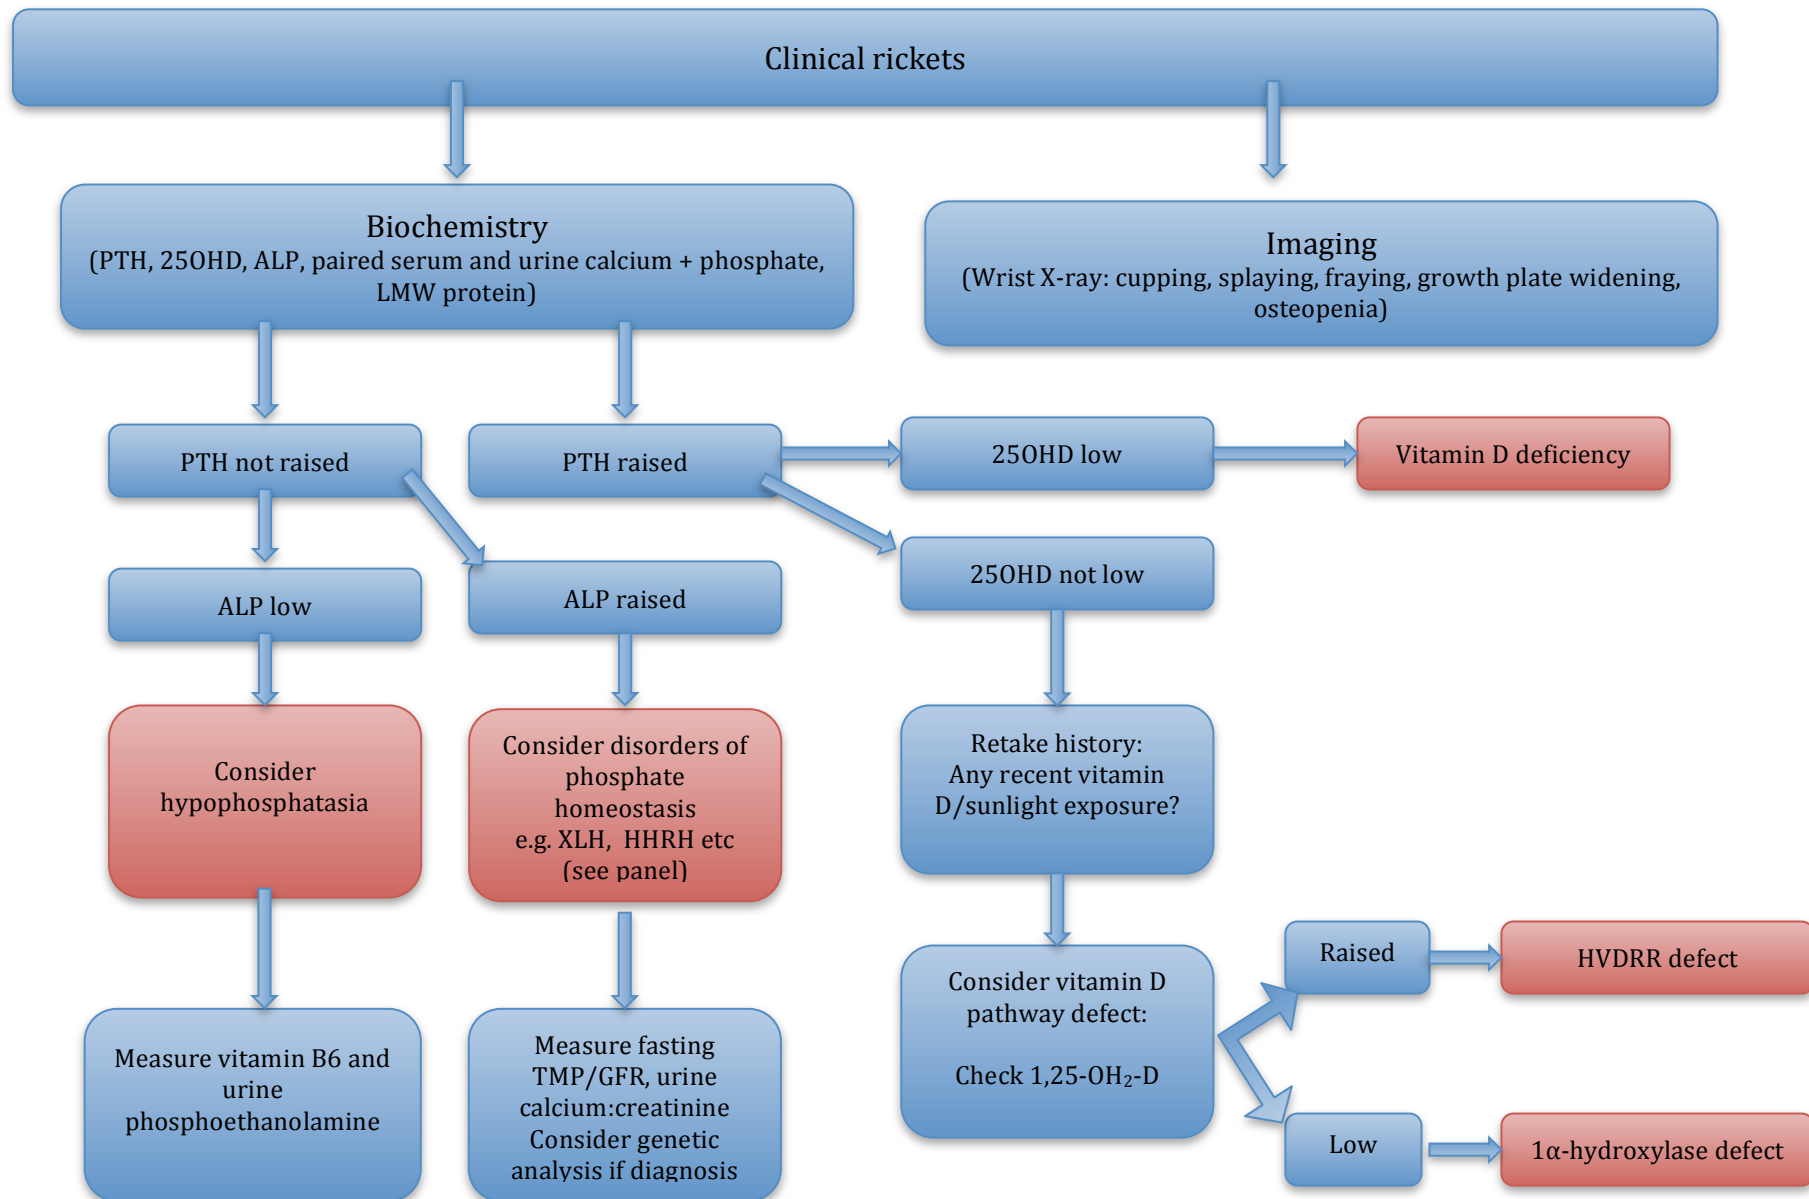 Clinical rickets
Biochemistry
(PTH, 25OHD, ALP, paired serum and urine calcium + phosphate,
LMW protein)
Imaging
(Wrist X-ray: cupping, splaying, fraying, growth plate widening,
osteopenia)
PTH not raised
PTH raised
25OHD low
Vitamin D deficiency
25OHD not low
ALP low
ALP raised
Consider
hypophosphatasia
Consider disorders of
phosphate
homeostasis
e.g. XLH, HHRH etc
(see panel)
Retake history:
Any recent vitamin
D/sunlight exposure?
Measure vitamin B6 and
urine
phosphoethanolamine
Measure fasting
TMP/GFR, urine
calcium:creatinine
Consider genetic
analysis if diagnosis
Consider vitamin D
pathway defect:
Check 1,25-OH₂-D
Raised
HVDRR defect
Low
1α-hydroxylase defect